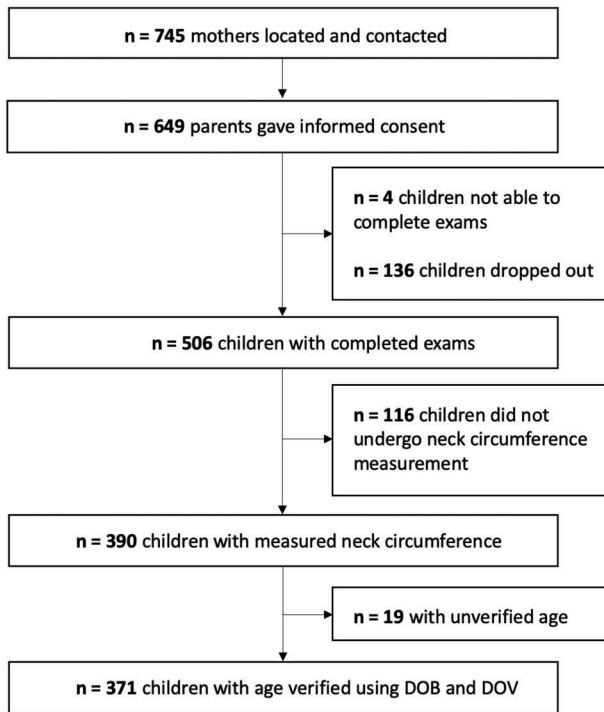 n = 745 mothers located and contacted
n = 649 parents gave informed consent
n = 4 children not able to
complete exams
n = 136 children dropped out
n = 506 children with completed exams
n = 116 children did not
undergo neck circumference
measurement
n = 390 children with measured neck circumference
n = 19 with unverified age
n = 371 children with age verified using DOB and DOV